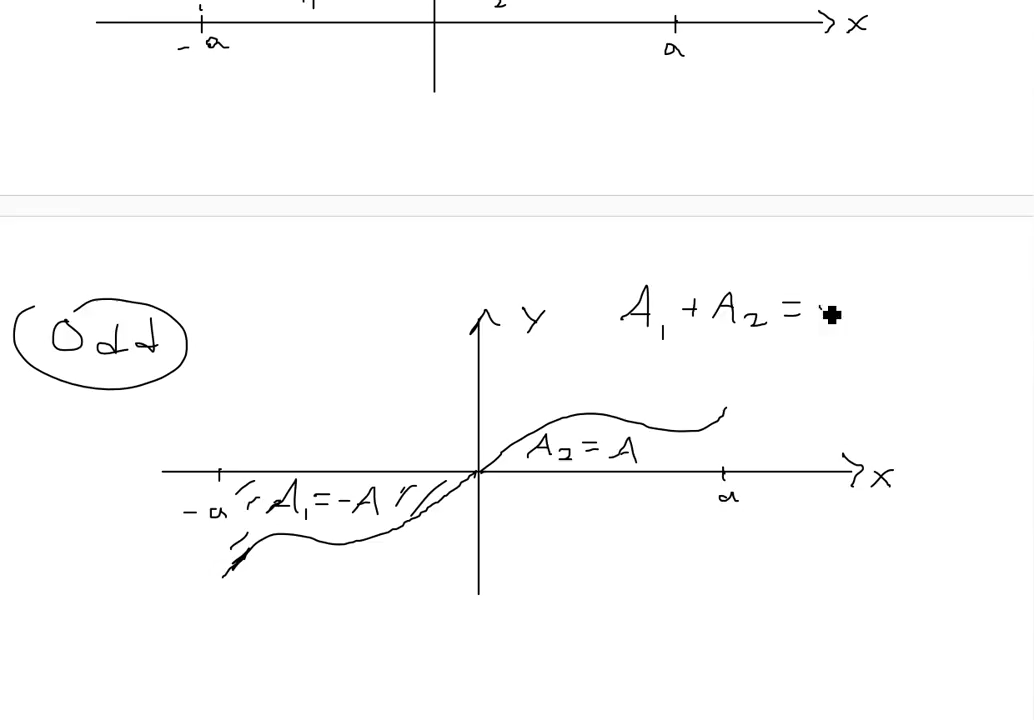 x
-a
a
Odd
y
A₁ + A₂ =
A₂ = A
x
-a
A₁ = -A
a